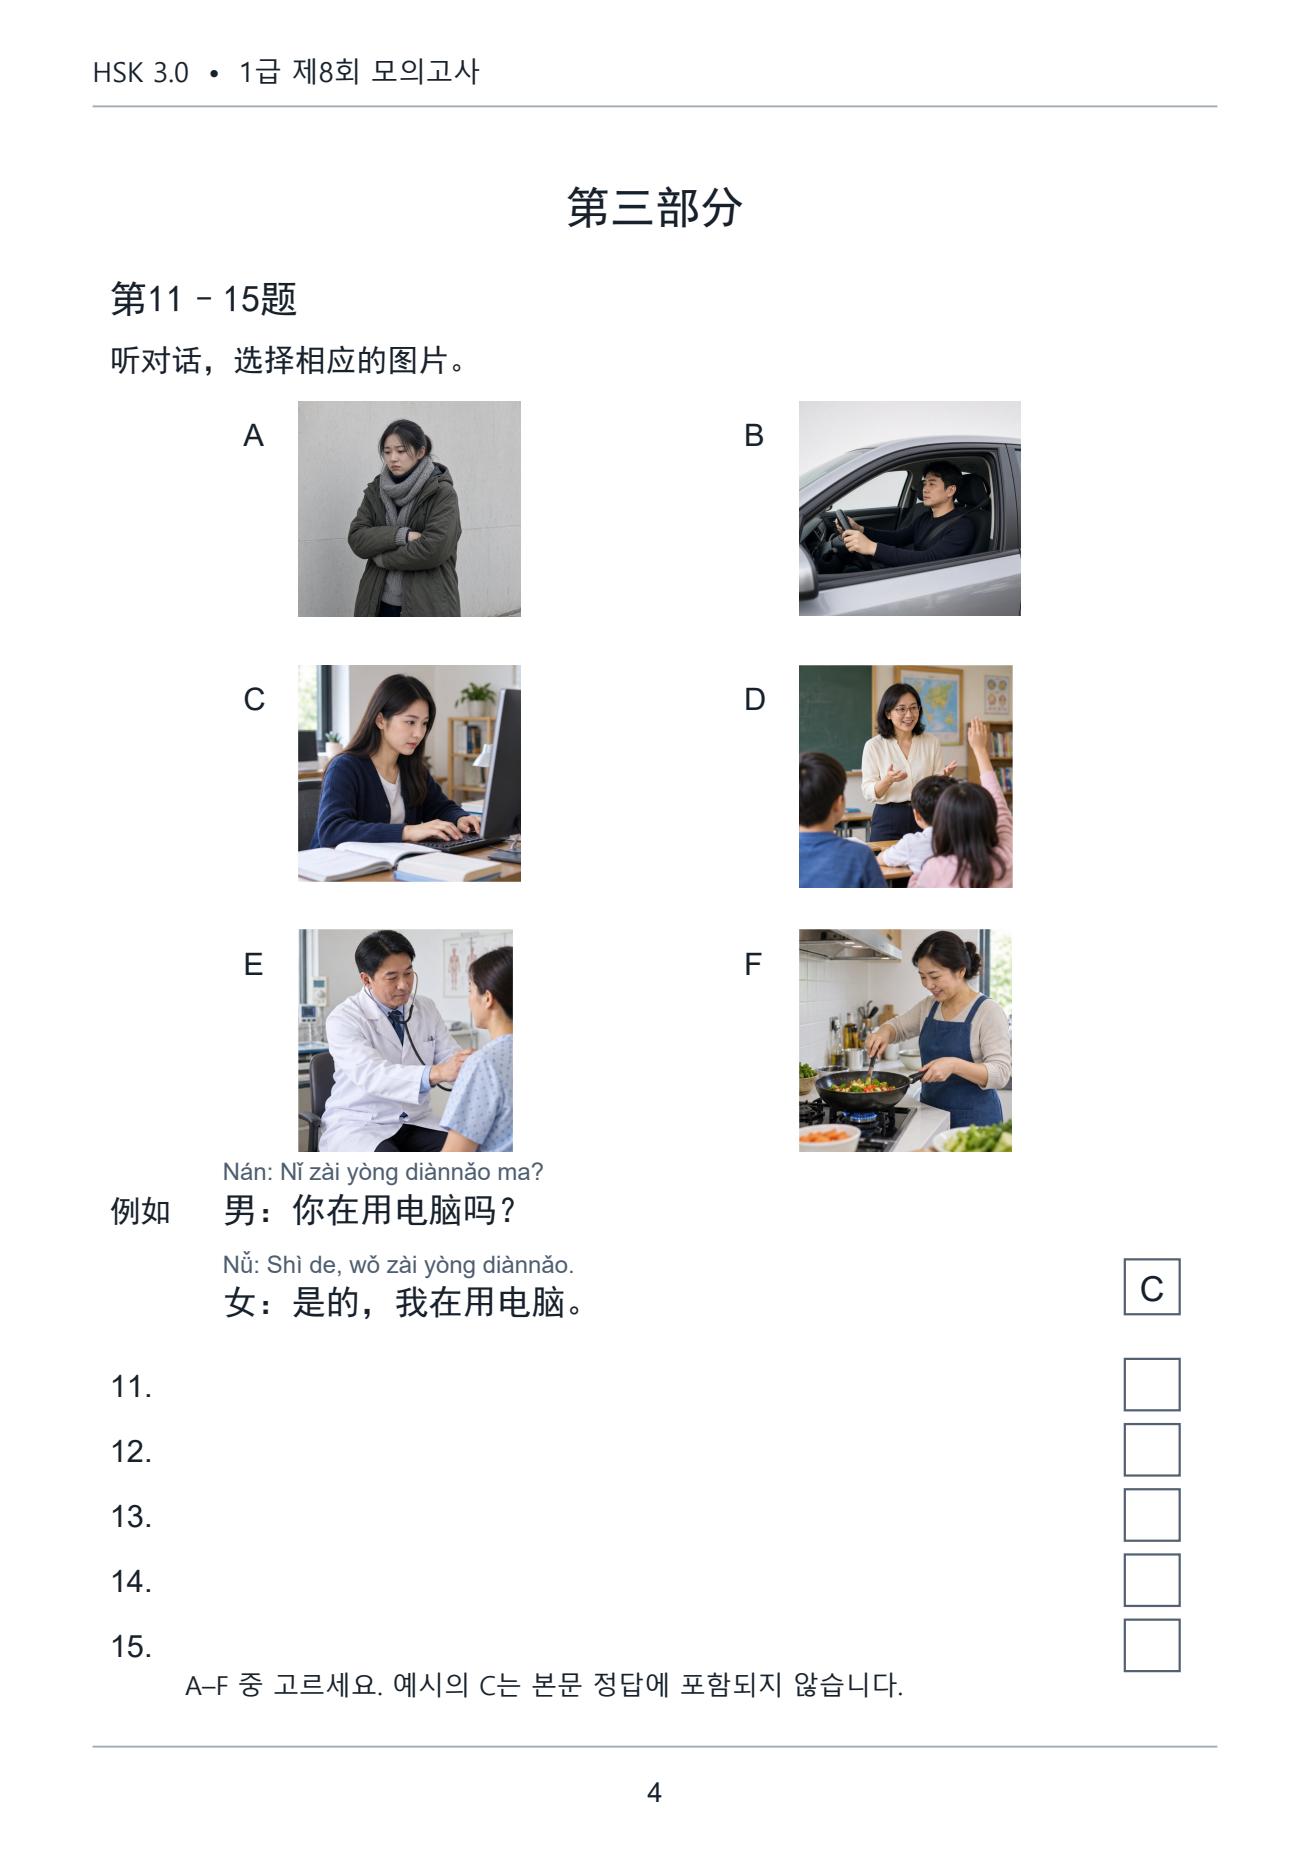 HSK 3.0 • 1급 제8회 모의고사
第三部分
第11－15题
听对话，选择相应的图片。
A
B
C
D
E
F
Nán: Nǐ zài yòng diànnǎo ma?
例如 男：你在用电脑吗？
Nǚ: Shì de, wǒ zài yòng diànnǎo.
女：是的，我在用电脑。
C
11.
12.
13.
14.
15.
A–F 중 고르세요. 예시의 C는 본문 정답에 포함되지 않습니다.
4